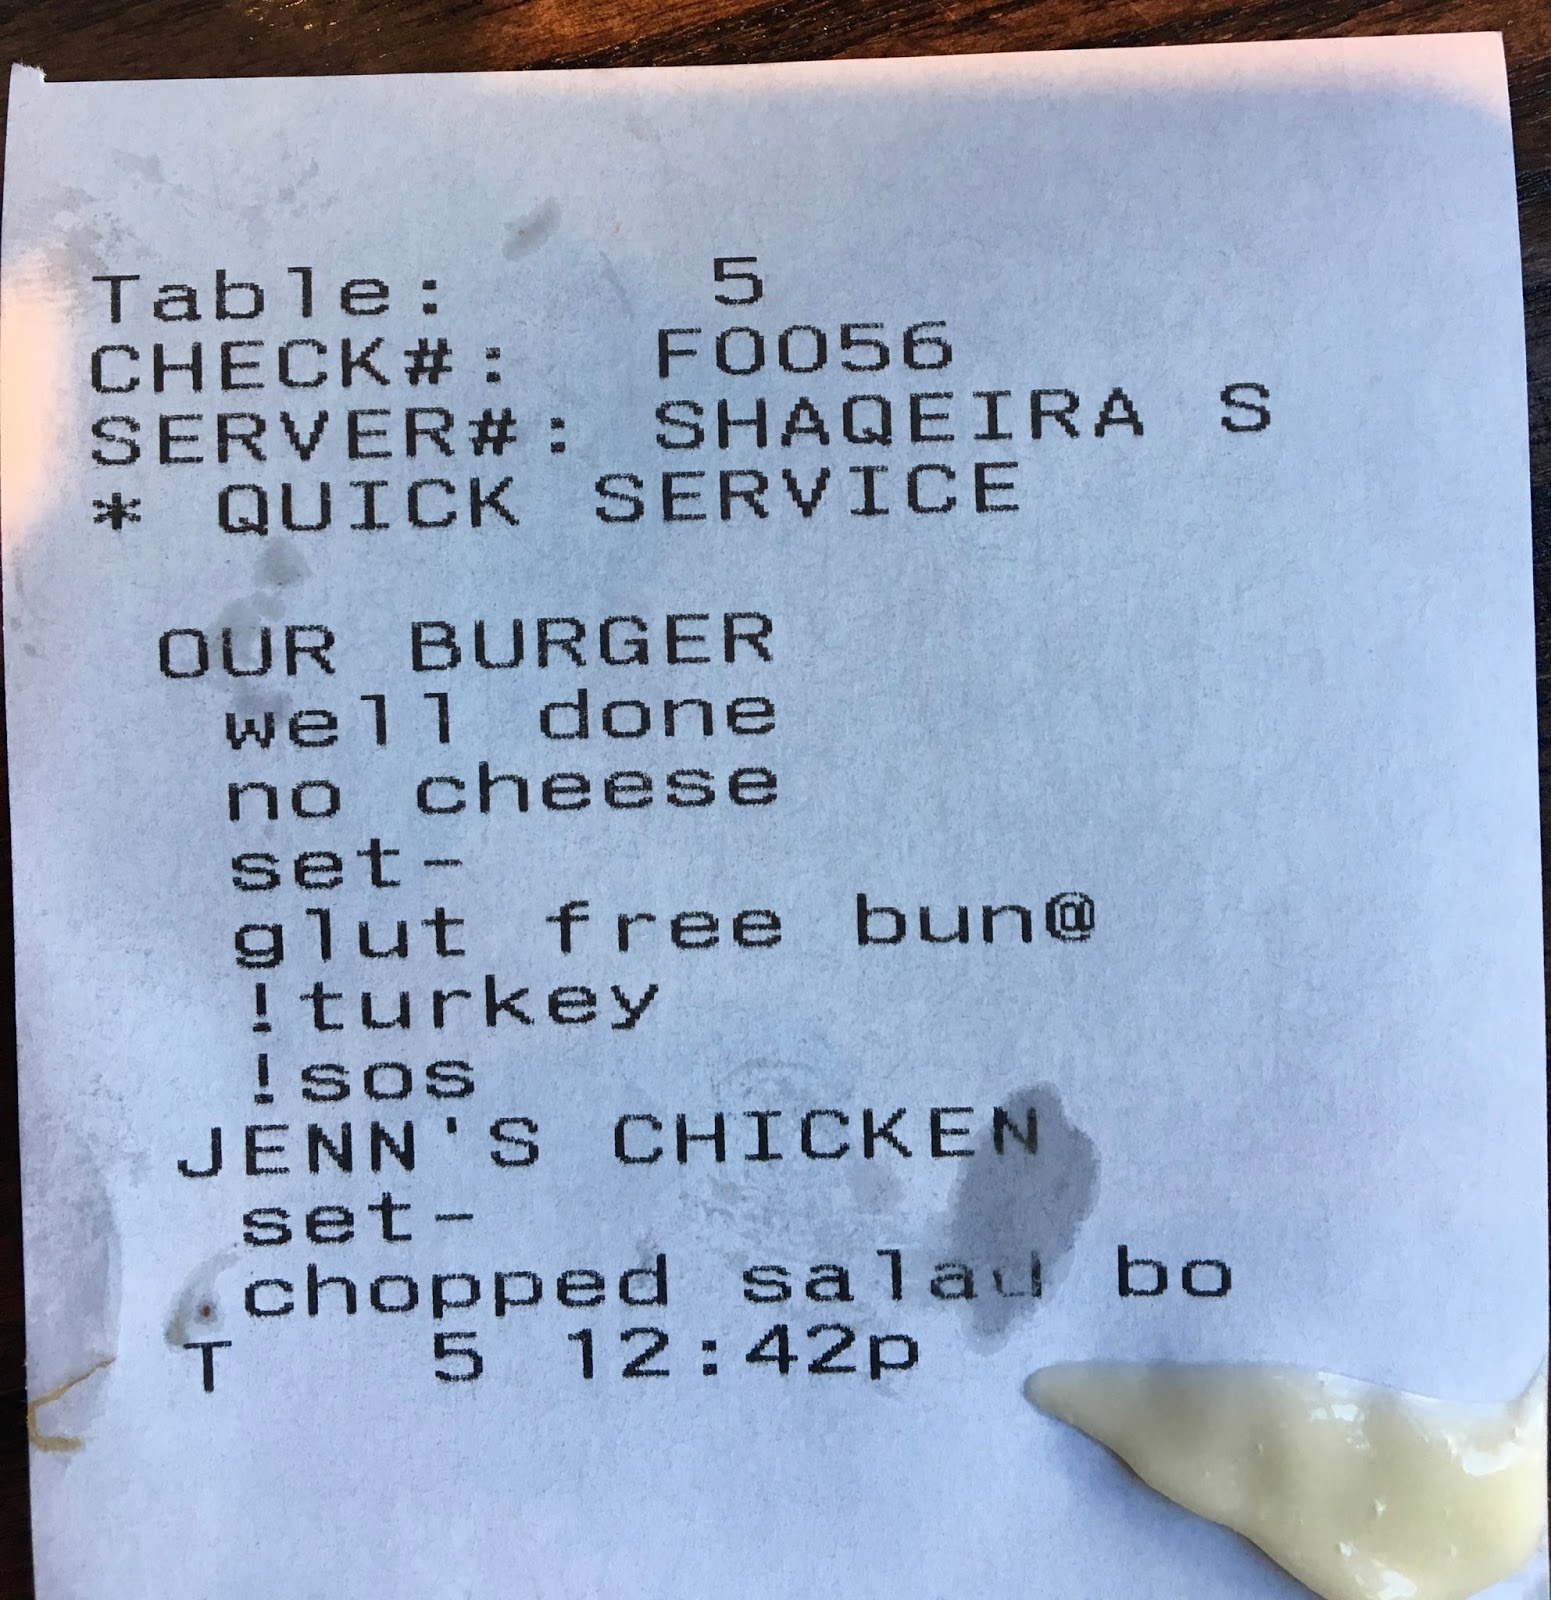 Table: 5
CHECK#: F0056
SERVER#: SHAQEIRA S
* QUICK SERVICE
OUR BURGER
well done
no cheese
set-
glut free bun@
!turkey
!sos
JENN'S CHICKEN
set-
chopped salad bo
T 5 12:42p